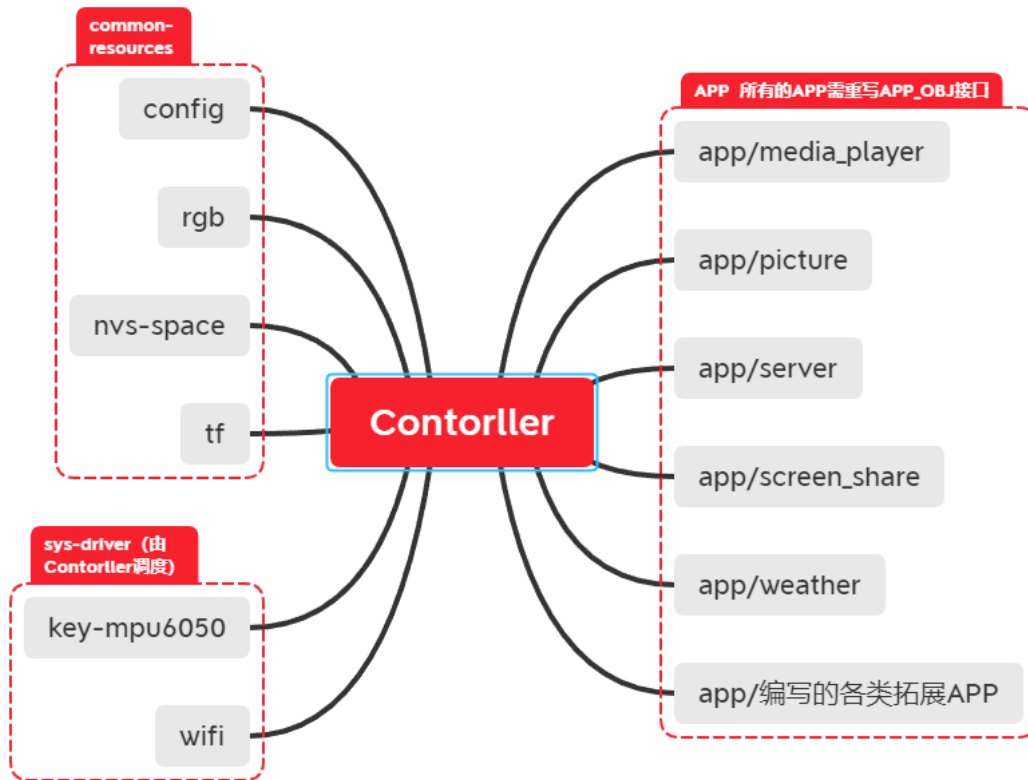 common-
resources
config
rgb
nvs-space
tf
sys-driver（由
Contorller调度）
key-mpu6050
wifi
Contorller
APP 所有的APP需重写APP_OBJ接口
app/media_player
app/picture
app/server
app/screen_share
app/weather
app/编写的各类拓展APP